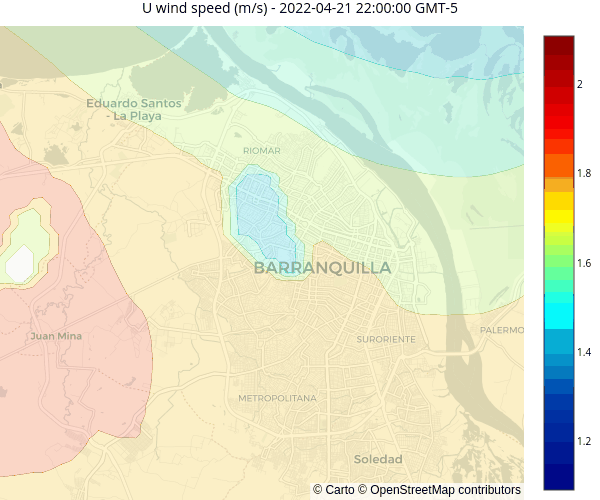 U wind speed (m/s) - 2022-04-21 22:00:00 GMT-5
2
Eduardo Santos
- La Playa
RIOMAR
1.8
1.6
BARRANQUILLA
Juan Mina
SURORIENTE
PALERMO
1.4
METROPOLITANA
1.2
Soledad
© Carto © OpenStreetMap contributors